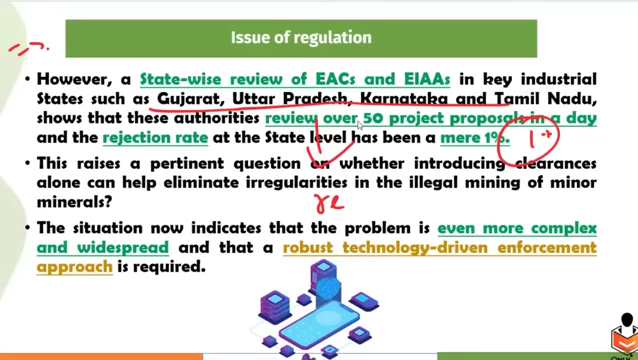 Issue of regulation
• However, a State-wise review of EACs and EIAAs in key industrial
States such as Gujarat, Uttar Pradesh, Karnataka and Tamil Nadu,
shows that these authorities review over 50 project proposals in a day
and the rejection rate at the State level has been a mere 1%.
1%
• This raises a pertinent question on whether introducing clearances
alone can help eliminate irregularities in the illegal mining of minor
minerals?
re
• The situation now indicates that the problem is even more complex
and widespread and that a robust technology-driven enforcement
approach is required.